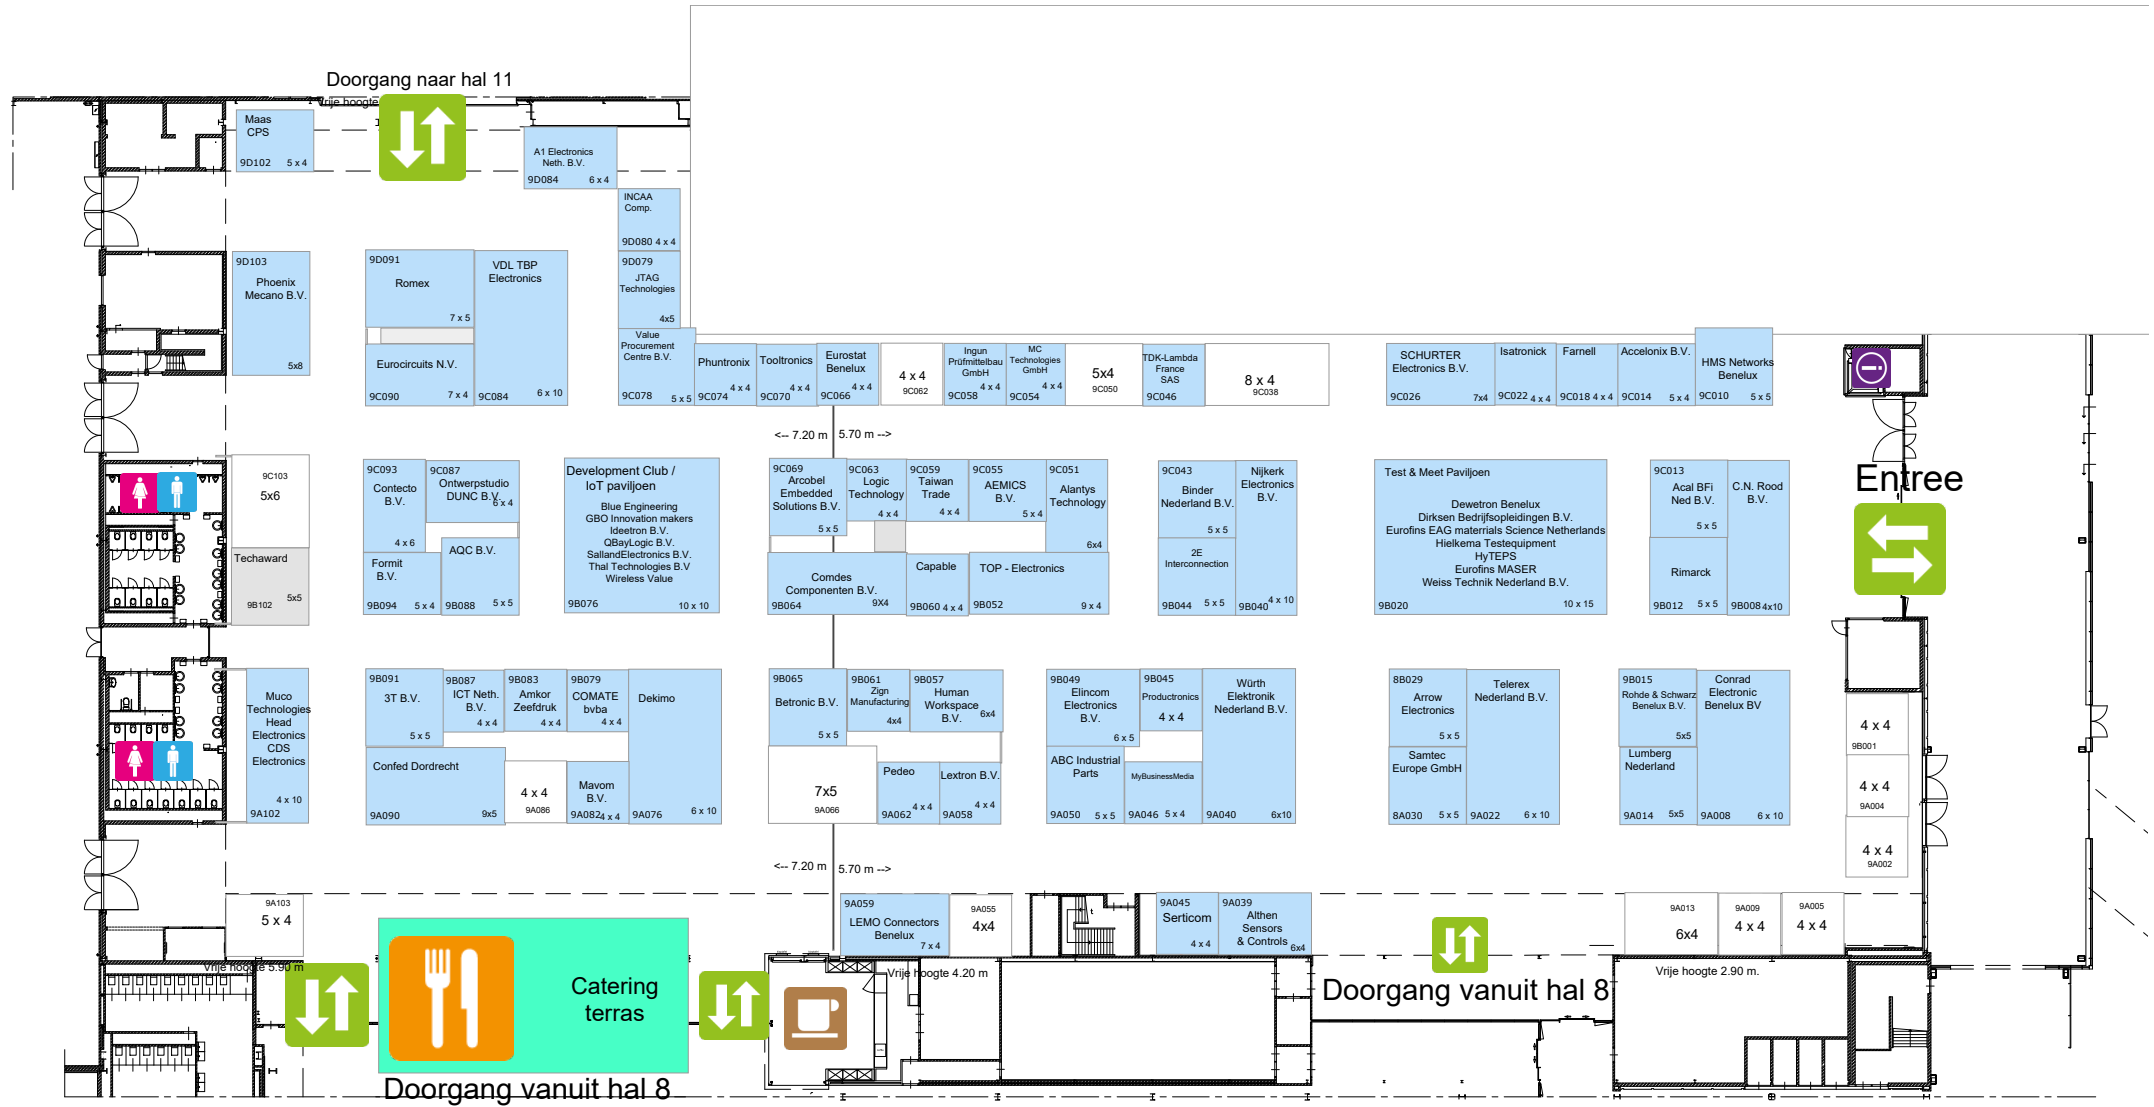 Doorgang naar hal 11
Vrije hoogte
Maas
CPS
9D102 5 x 4
A1 Electronics
Neth. B.V.
9D084 6 x 4
INCAA
Comp.
9D080 4 x 4
9D103
Phoenix
Mecano B.V.
5x8
9D091
Romex
7 x 5
VDL TBP
Electronics
9C084 6 x 10
Eurocircuits N.V.
9C090 7 x 4
9D079
JTAG
Technologies
4x5
Value
Procurement
Centre B.V.
9C078 5 x 5
Phuntronix
4 x 4
9C074
Tooltronics
4 x 4
9C070
Eurostat
Benelux
4 x 4
9C066
4 x 4
9C062
Ingun
Prüfmittelbau
GmbH
4 x 4
9C058
MC
Technologies
GmbH
4 x 4
9C054
5x4
9C050
TDK-Lambda
France
SAS
9C046
8 x 4
9C038
SCHURTER
Electronics B.V.
9C026 7x4
Isatronick
9C022 4 x 4
Farnell
9C018 4 x 4
Accelonix B.V.
9C014 5 x 4
HMS Networks
Benelux
9C010 5 x 5
<-- 7.20 m 5.70 m -->
9C103
5x6
Techaward
9B102 5x5
9C093
Contecto
B.V.
4 x 6
9C087
Ontwerpstudio
DUNC B.V.
6 x 4
Formit
B.V.
9B094 5 x 4
AQC B.V.
9B088 5 x 5
Development Club /
IoT paviljoen
Blue Engineering
GBO Innovation makers
Ideetron B.V.
QBayLogic B.V.
SallandElectronics B.V.
Thal Technologies B.V
Wireless Value
9B076 10 x 10
9C069
Arcobel
Embedded
Solutions B.V.
5 x 5
9C063
Logic
Technology
4 x 4
9C059
Taiwan
Trade
4 x 4
9C055
AEMICS
B.V.
5 x 4
9C051
Alantys
Technology
6x4
Comdes
Componenten B.V.
9B064 9X4
Capable
9B060 4 x 4
TOP - Electronics
9B052 9 x 4
9C043
Binder
Nederland B.V.
5 x 5
Nijkerk
Electronics
B.V.
9B040 4 x 10
2E
Interconnection
9B044 5 x 5
Test & Meet Paviljoen
Dewetron Benelux
Dirksen Bedrijfsopleidingen B.V.
Eurofins EAG materrials Science Netherlands
Hielkema Testequipment
HyTEPS
Eurofins MASER
Weiss Technik Nederland B.V.
9B020 10 x 15
9C013
Acal BFi
Ned B.V.
5 x 5
C.N. Rood
B.V.
9B008 4x10
Rimarck
9B012 5 x 5
Entree
Muco
Technologies
Head
Electronics
CDS
Electronics
4 x 10
9A102
9B091
3T B.V.
5 x 5
9B087
ICT Neth.
B.V.
4 x 4
9B083
Amkor
Zeefdruk
4 x 4
9B079
COMATE
bvba
4 x 4
Dekimo
9A076 6 x 10
Confed Dordrecht
9A090 9x5
4 x 4
9A086
Mavom
B.V.
9A082 4 x 4
9B065
Betronic B.V.
5 x 5
9B061
Zign
Manufacturing
4x4
9B057
Human
Workspace
B.V. 6x4
7x5
9A066
Pedeo
4 x 4
9A062
Lextron B.V.
4 x 4
9A058
9B049
Elincom
Electronics
B.V.
6 x 5
9B045
Productronics
4 x 4
Würth
Elektronik
Nederland B.V.
9A040 6x10
ABC Industrial
Parts
9A050 5 x 5
MyBusinessMedia
9A046 5 x 4
8B029
Arrow
Electronics
5 x 5
Telerex
Nederland B.V.
9A022 6 x 10
Samtec
Europe GmbH
8A030 5 x 5
9B015
Rohde & Schwarz
Benelux B.V.
5x5
Conrad
Electronic
Benelux BV
9A008 6 x 10
Lumberg
Nederland
9A014 5x5
4 x 4
9B001
4 x 4
9A004
4 x 4
9A002
<-- 7.20 m 5.70 m -->
9A103
5 x 4
9A059
LEMO Connectors
Benelux
7 x 4
9A055
4x4
9A045
Serticom
4 x 4
9A039
Althen
Sensors
& Controls 6x4
9A013
6x4
9A009
4 x 4
9A005
4 x 4
Vrije hoogte 5.90 m
Vrije hoogte 4.20 m
Vrije hoogte 2.90 m.
Catering
terras
Doorgang vanuit hal 8
Doorgang vanuit hal 8